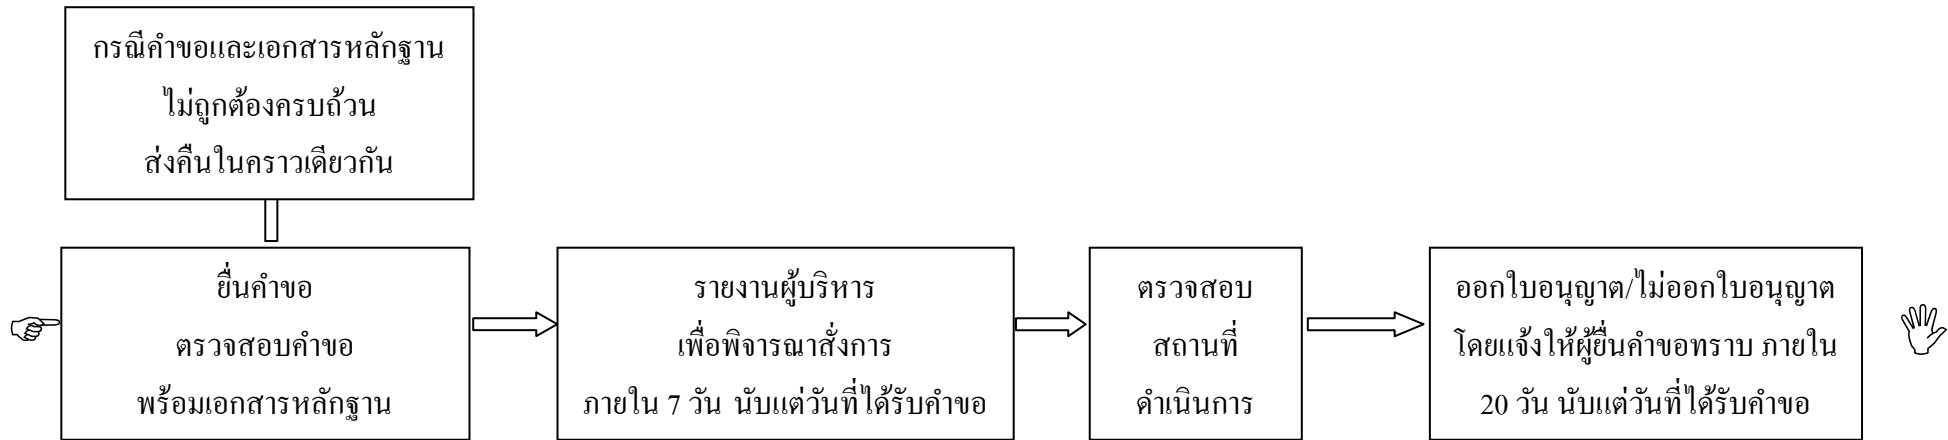 กรณีคำขอและเอกสารหลักฐาน
ไม่ถูกต้องครบถ้วน
ส่งคืนในคราวเดียวกัน
ยื่นคำขอ
ตรวจสอบคำขอ
พร้อมเอกสารหลักฐาน
รายงานผู้บริหาร
เพื่อพิจารณาสั่งการ
ภายใน 7 วัน นับแต่วันที่ได้รับคำขอ
ตรวจสอบ
สถานที่
ดำเนินการ
ออกใบอนุญาต/ไม่ออกใบอนุญาต
โดยแจ้งให้ผู้ยื่นคำขอทราบ ภายใน
20 วัน นับแต่วันที่ได้รับคำขอ